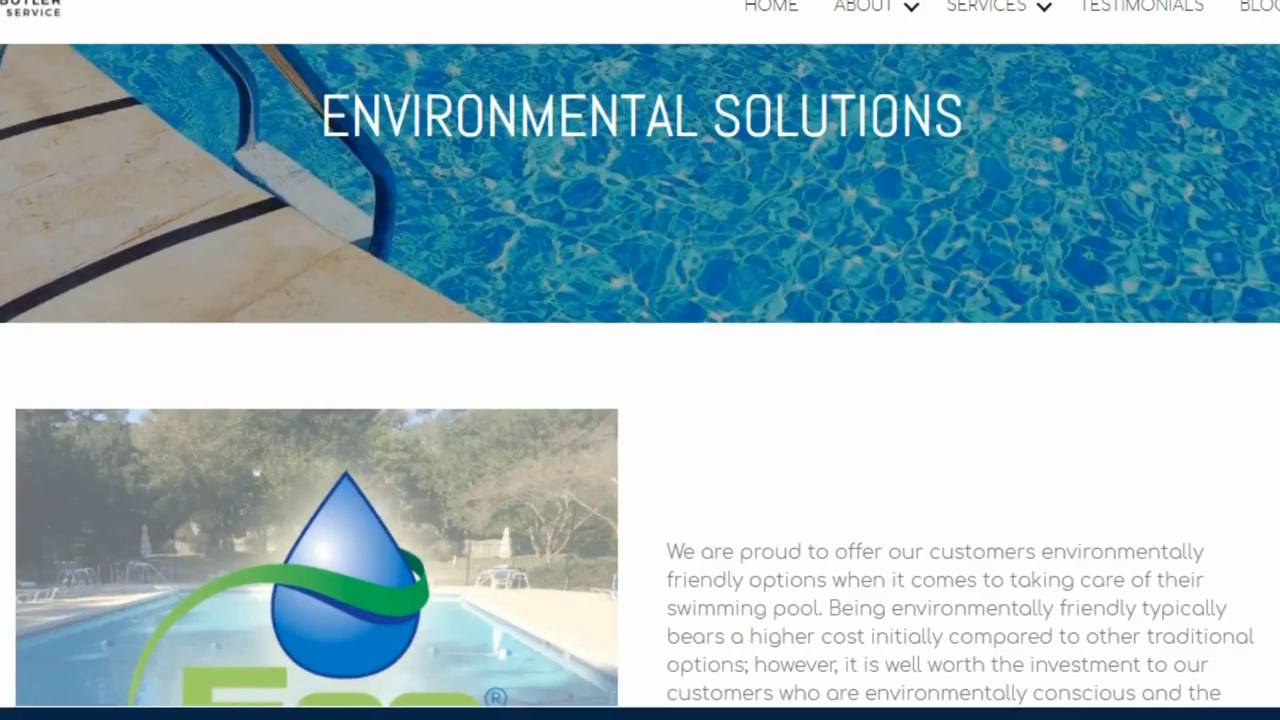 BUTLER
SERVICE
HOME ABOUT SERVICES TESTIMONIALS
ENVIRONMENTAL SOLUTIONS
We are proud to offer our customers environmentally
friendly options when it comes to taking care of their
swimming pool. Being environmentally friendly typically
bears a higher cost initially compared to other traditional
options; however, it is well worth the investment to our
customers who are environmentally conscious and the
®